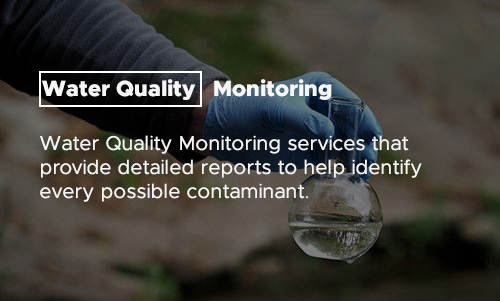 Water Quality Monitoring
Water Quality Monitoring services that
provide detailed reports to help identify
every possible contaminant.